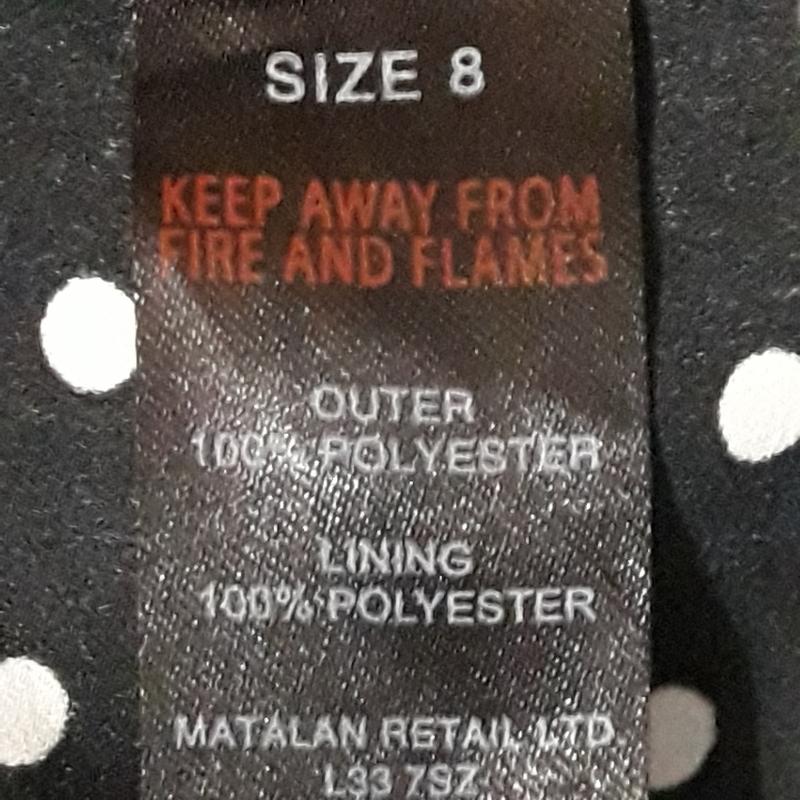 SIZE 8
KEEP AWAY FROM
FIRE AND FLAMES
OUTER
100% POLYESTER
LINING
100% POLYESTER
MATALAN RETAIL LTD
L33 7SZ